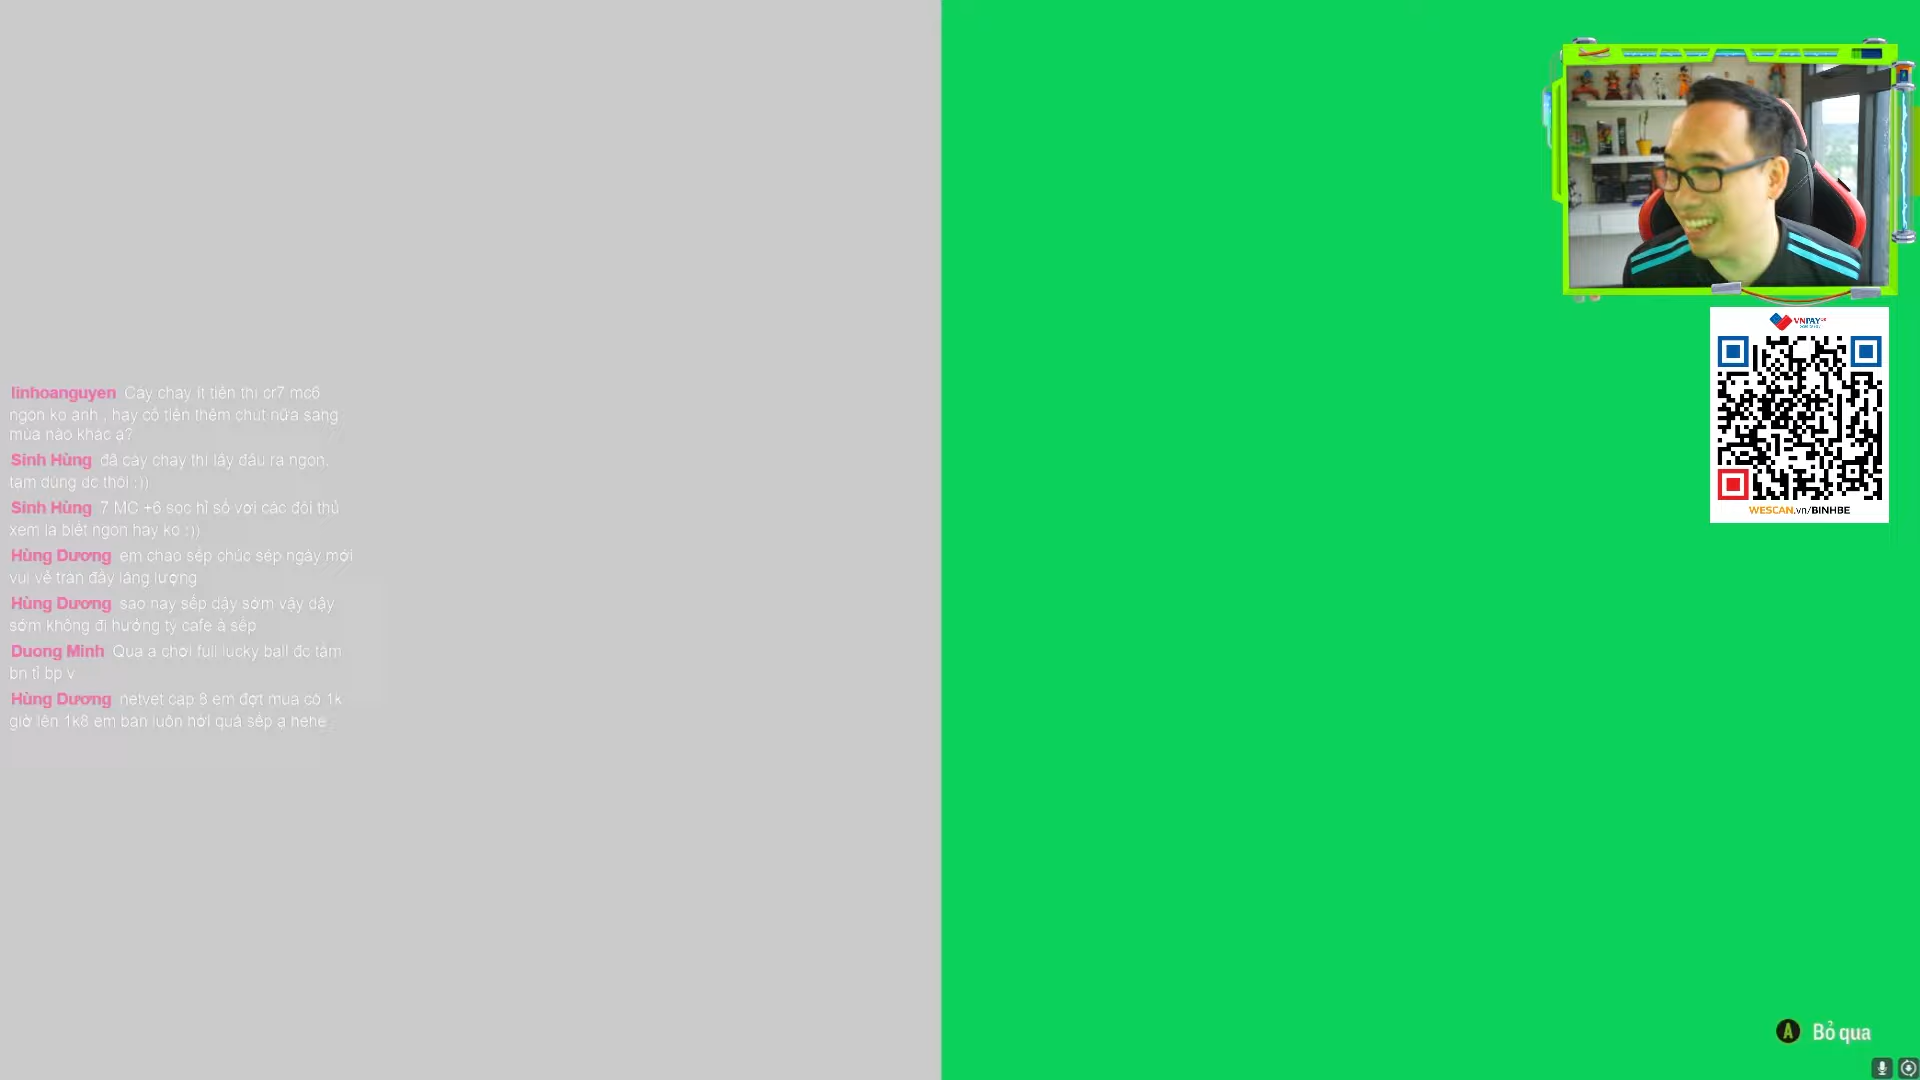 linhoanguyen Cày chay ít tiền thì cr7 mc6
ngon ko anh , hay cố tiền thêm chút nữa sang
mùa nào khác ạ?
Sinh Hùng đã cày chay thì lấy đâu ra ngon.
tạm dùng dc thôi :))
Sinh Hùng 7 MC +6 soc hỉ số với các đối thủ
xem là biết ngon hay ko :))
Hùng Dương em chào sếp chúc sếp ngày mới
vui vẻ tràn đầy lăng lượng
Hùng Dương sao nay sếp dậy sớm vậy dậy
sớm không đi hưởng tý cafe à sếp
Duong Minh Qua a chơi full lucky ball đc tầm
bn tỉ bp v
Hùng Dương netvet cap 8 em đợt mua có 1k
giờ lên 1k8 em bán luôn hời quá sếp ạ hehe
VNPAY
WESCAN.vn/BINHBE
A Bỏ qua